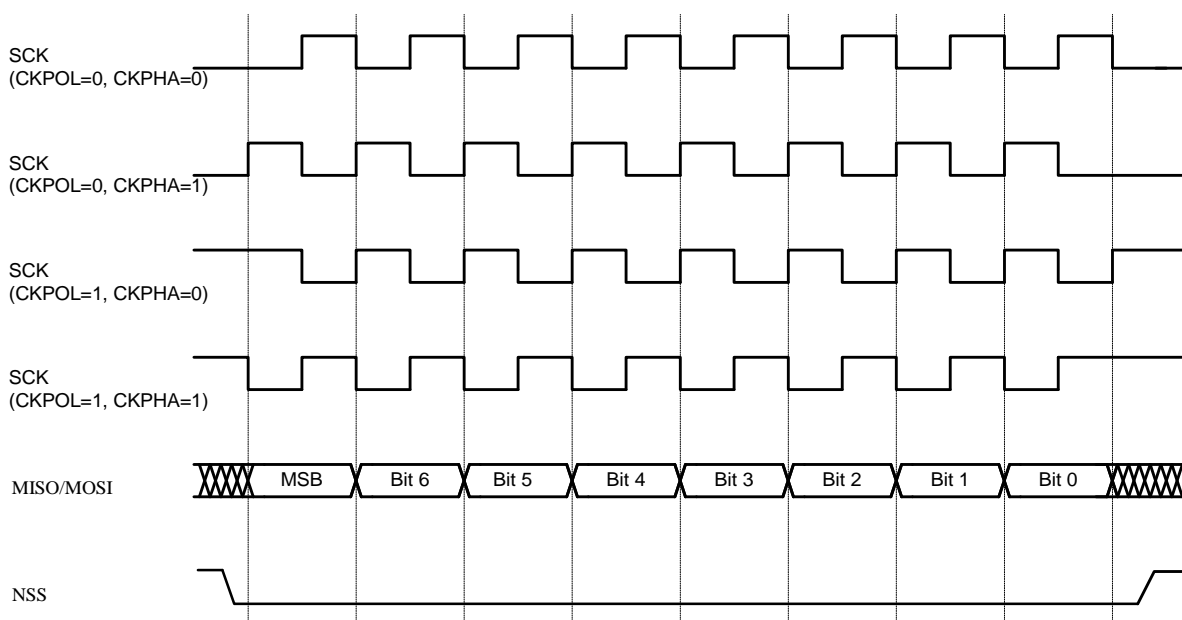 SCK
(CKPOL=0, CKPHA=0)
SCK
(CKPOL=0, CKPHA=1)
SCK
(CKPOL=1, CKPHA=0)
SCK
(CKPOL=1, CKPHA=1)
MISO/MOSI MSB Bit 6 Bit 5 Bit 4 Bit 3 Bit 2 Bit 1 Bit 0
NSS